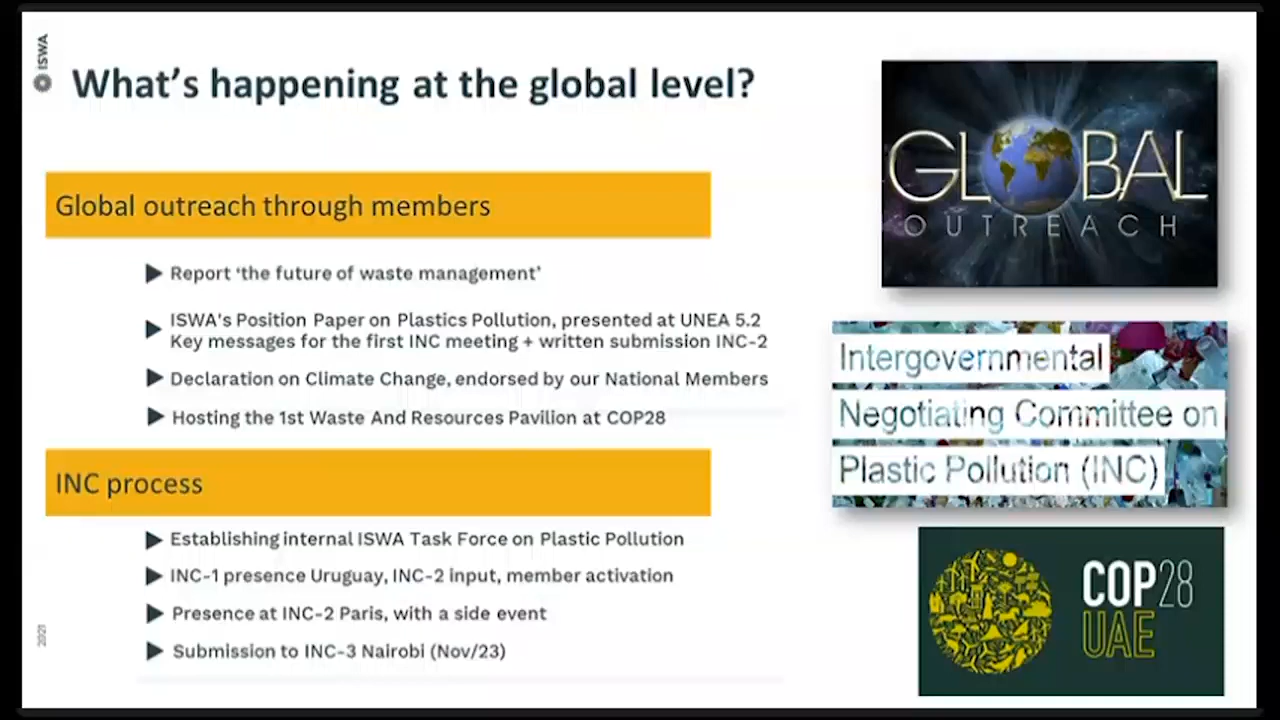 ISWA
What's happening at the global level?
Global outreach through members
Report ‘the future of waste management’
ISWA's Position Paper on Plastics Pollution, presented at UNEA 5.2
Key messages for the first INC meeting + written submission INC-2
Declaration on Climate Change, endorsed by our National Members
Hosting the 1st Waste And Resources Pavilion at COP28
INC process
Establishing internal ISWA Task Force on Plastic Pollution
INC-1 presence Uruguay, INC-2 input, member activation
Presence at INC-2 Paris, with a side event
Submission to INC-3 Nairobi (Nov/23)
2021
GLOBAL
OUTREACH
Intergovernmental
Negotiating Committee on
Plastic Pollution (INC)
COP28
UAE